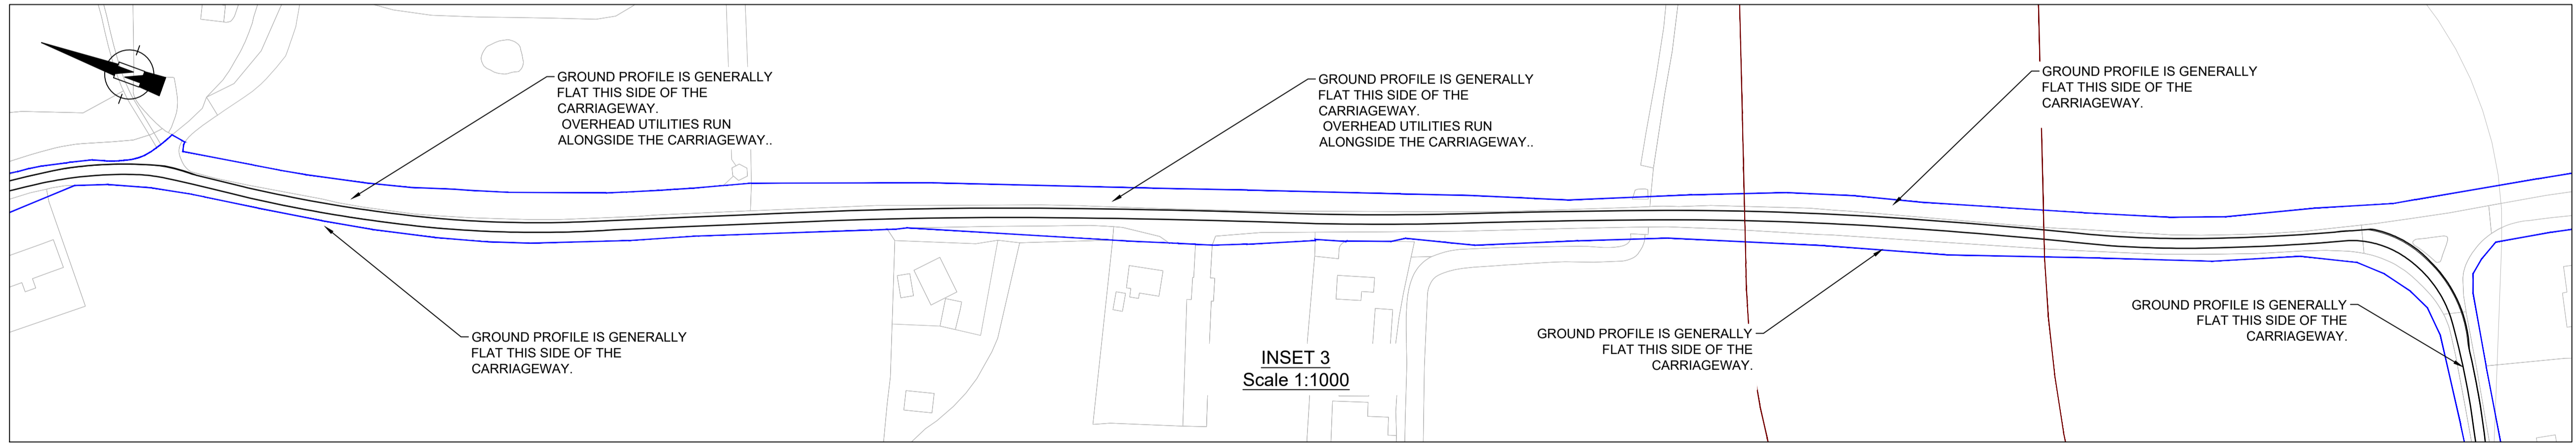 GROUND PROFILE IS GENERALLY
FLAT THIS SIDE OF THE
CARRIAGEWAY.
OVERHEAD UTILITIES RUN
ALONGSIDE THE CARRIAGEWAY..
GROUND PROFILE IS GENERALLY
FLAT THIS SIDE OF THE
CARRIAGEWAY.
OVERHEAD UTILITIES RUN
ALONGSIDE THE CARRIAGEWAY..
GROUND PROFILE IS GENERALLY
FLAT THIS SIDE OF THE
CARRIAGEWAY.
N
GROUND PROFILE IS GENERALLY
FLAT THIS SIDE OF THE
CARRIAGEWAY.
INSET 3
Scale 1:1000
GROUND PROFILE IS GENERALLY
FLAT THIS SIDE OF THE
CARRIAGEWAY.
GROUND PROFILE IS GENERALLY
FLAT THIS SIDE OF THE
CARRIAGEWAY.